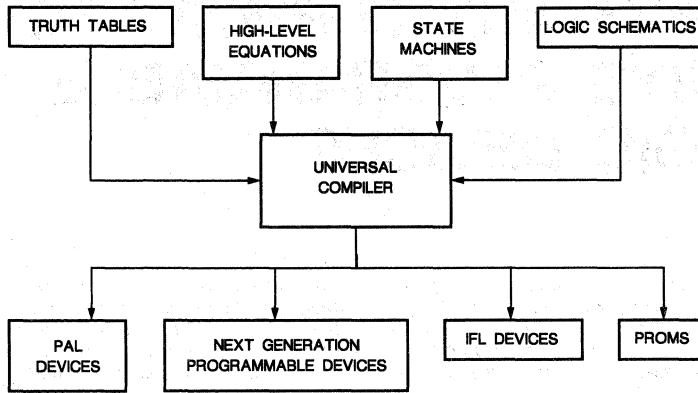 TRUTH TABLES
HIGH-LEVEL
EQUATIONS
STATE
MACHINES
LOGIC SCHEMATICS
UNIVERSAL
COMPILER
PAL
DEVICES
NEXT GENERATION
PROGRAMMABLE DEVICES
IFL DEVICES
PROMS